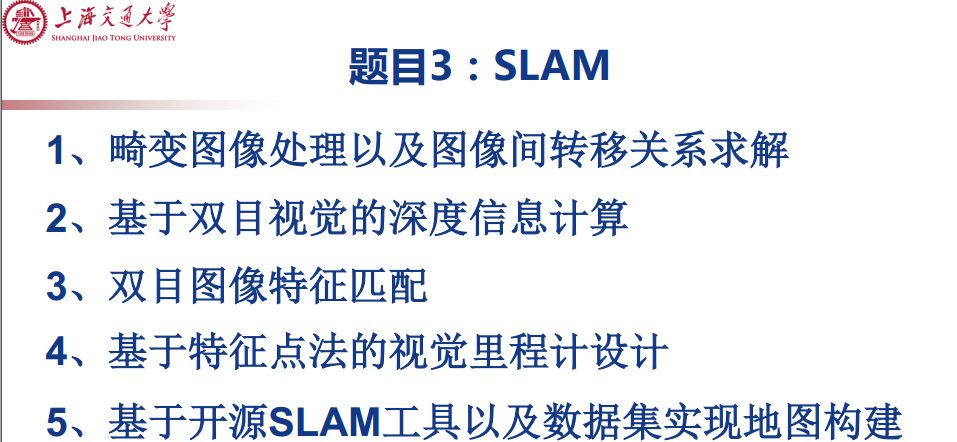 上海交通大学
SHANGHAI JIAO TONG UNIVERSITY
题目3：SLAM
1、畸变图像处理以及图像间转移关系求解
2、基于双目视觉的深度信息计算
3、双目图像特征匹配
4、基于特征点法的视觉里程计设计
5、基于开源SLAM工具以及数据集实现地图构建